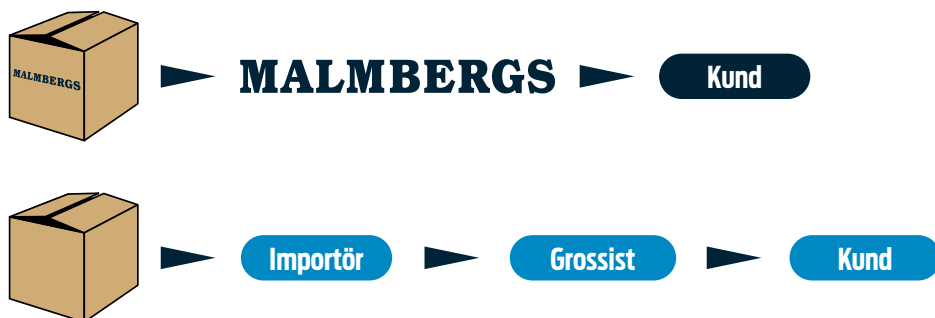 MALMBERGS
MALMBERGS
Kund
Importör
Grossist
Kund